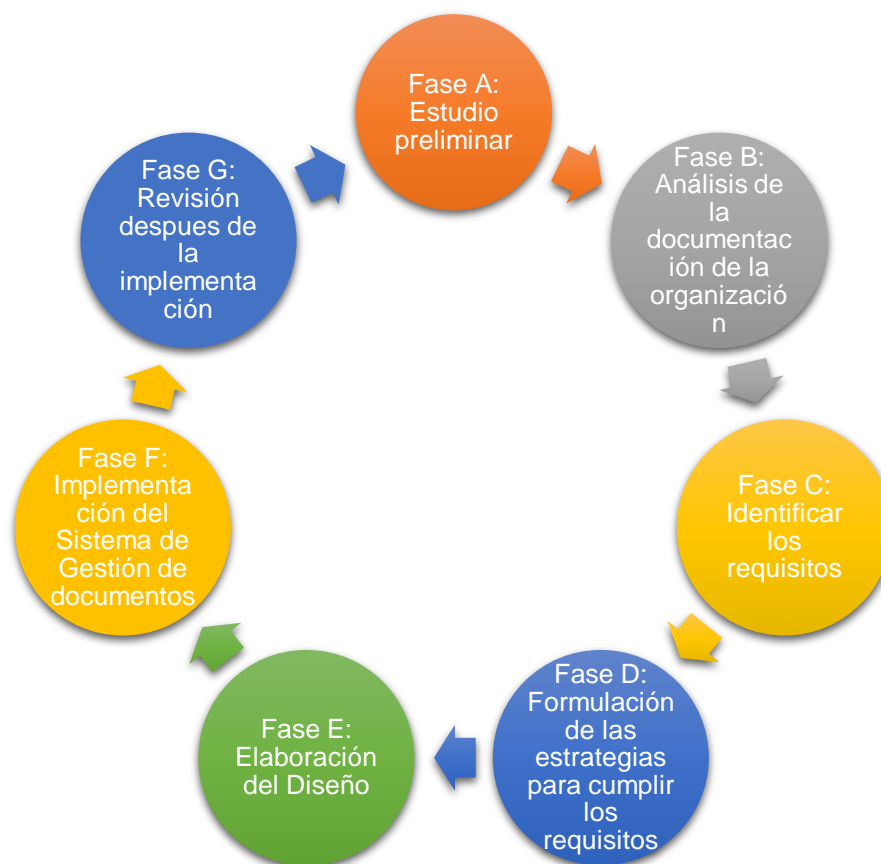 Fase A:
Estudio
preliminar
Fase B:
Análisis de
la
documentac
ión de la
organizació
n
Fase C:
Identificar
los
requisitos
Fase D:
Formulación
de las
estrategias
para cumplir
los
requisitos
Fase E:
Elaboración
del Diseño
Fase F:
Implementa
ción del
Sistema de
Gestión de
documentos
Fase G:
Revisión
despues de
la
implementa
ción